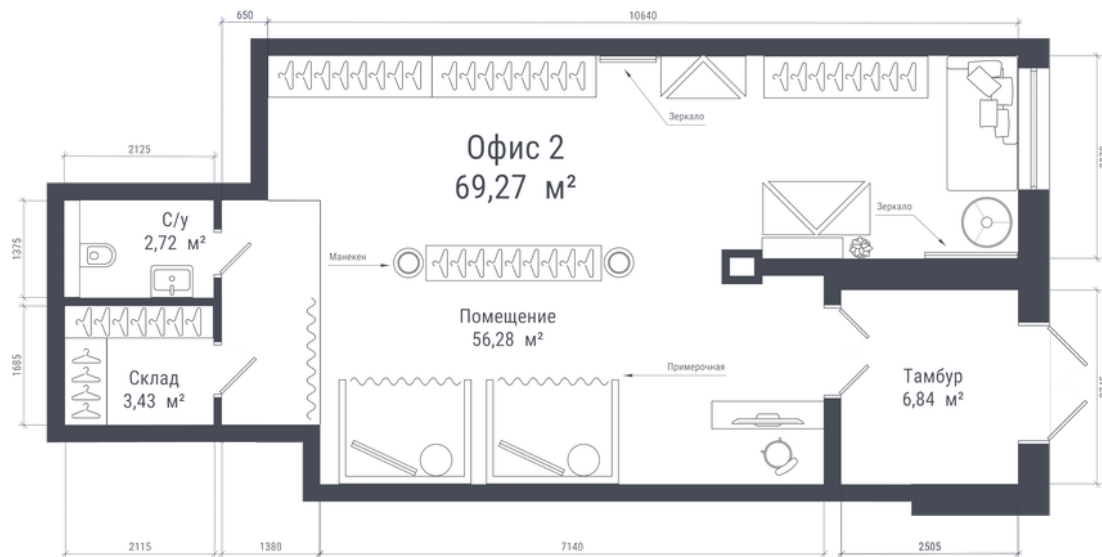 650
10640
Зеркало
Офис 2
69,27 м²
2125
С/у
2,72 м²
1375
Зеркало
Манекен
Помещение
56,28 м²
Примерочная
1685
Склад
3,43 м²
Тамбур
6,84 м²
2115
1380
7140
2505